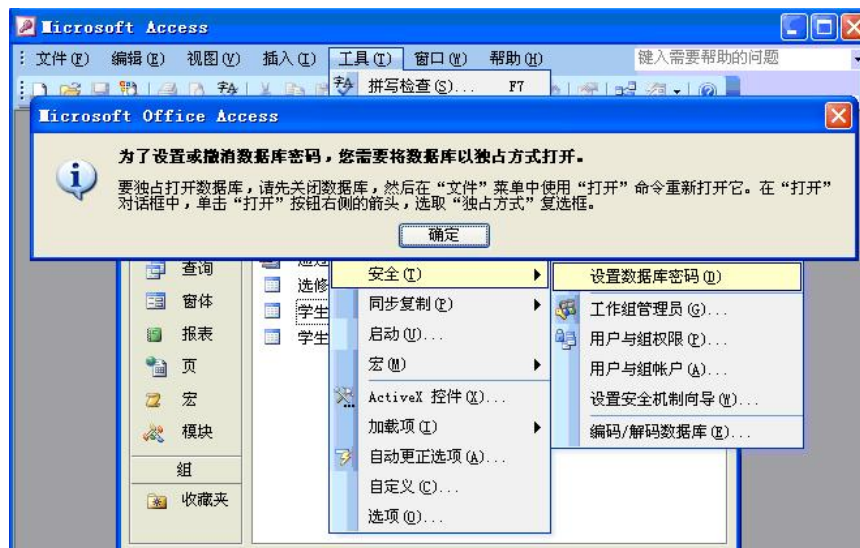 Microsoft Access
文件(F) 编辑(E) 视图(V) 插入(I) 工具(T) 窗口(W) 帮助(H) 键入需要帮助的问题
拼写检查(S)... F7
Microsoft Office Access
为了设置或撤消数据库密码，您需要将数据库以独占方式打开。
要独占打开数据库，请先关闭数据库，然后在“文件”菜单中使用“打开”命令重新打开它。在“打开”
对话框中，单击“打开”按钮右侧的箭头，选取“独占方式”复选框。
确定
查询
窗体
报表
页
宏
模块
组
收藏夹
选修
学生
学生
安全(T)
同步复制(P)
启动(U)...
宏(M)
ActiveX 控件(X)...
加载项(I)
自动更正选项(A)...
自定义(C)...
选项(O)...
设置数据库密码(D)
工作组管理员(G)...
用户与组权限(P)...
用户与组帐户(A)...
设置安全机制向导(W)...
编码/解码数据库(E)...